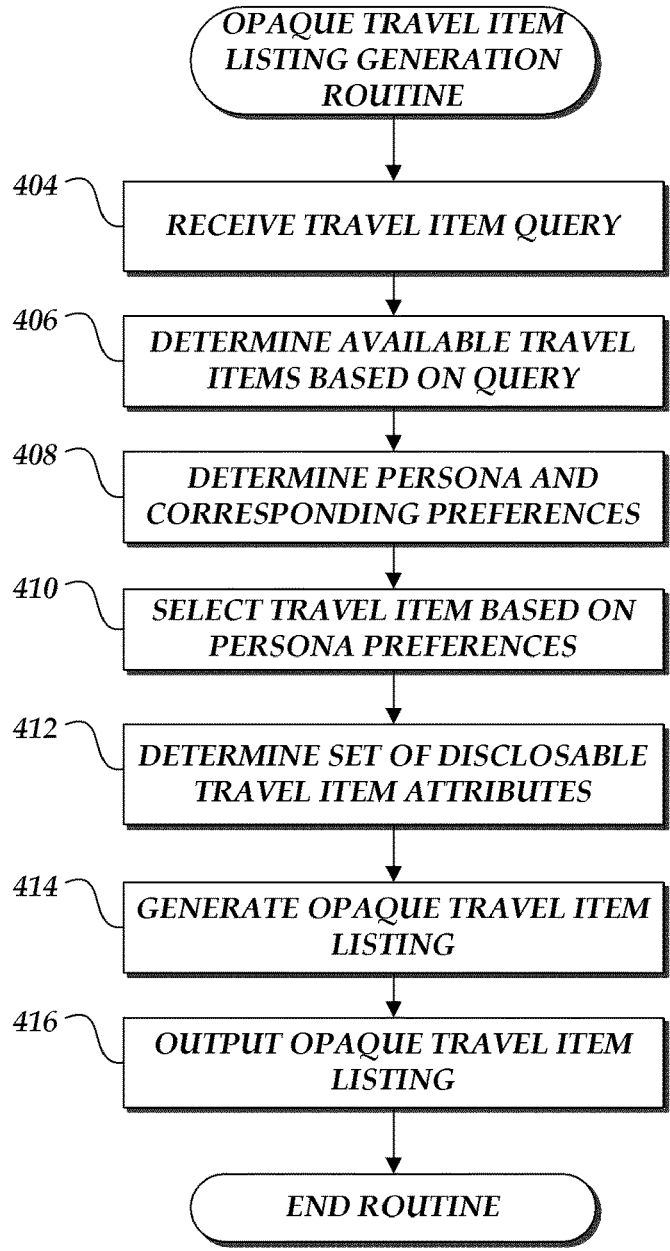 OPAQUE TRAVEL ITEM
LISTING GENERATION
ROUTINE
404
RECEIVE TRAVEL ITEM QUERY
406
DETERMINE AVAILABLE TRAVEL
ITEMS BASED ON QUERY
408
DETERMINE PERSONA AND
CORRESPONDING PREFERENCES
410
SELECT TRAVEL ITEM BASED ON
PERSONA PREFERENCES
412
DETERMINE SET OF DISCLOSABLE
TRAVEL ITEM ATTRIBUTES
414
GENERATE OPAQUE TRAVEL ITEM
LISTING
416
OUTPUT OPAQUE TRAVEL ITEM
LISTING
END ROUTINE